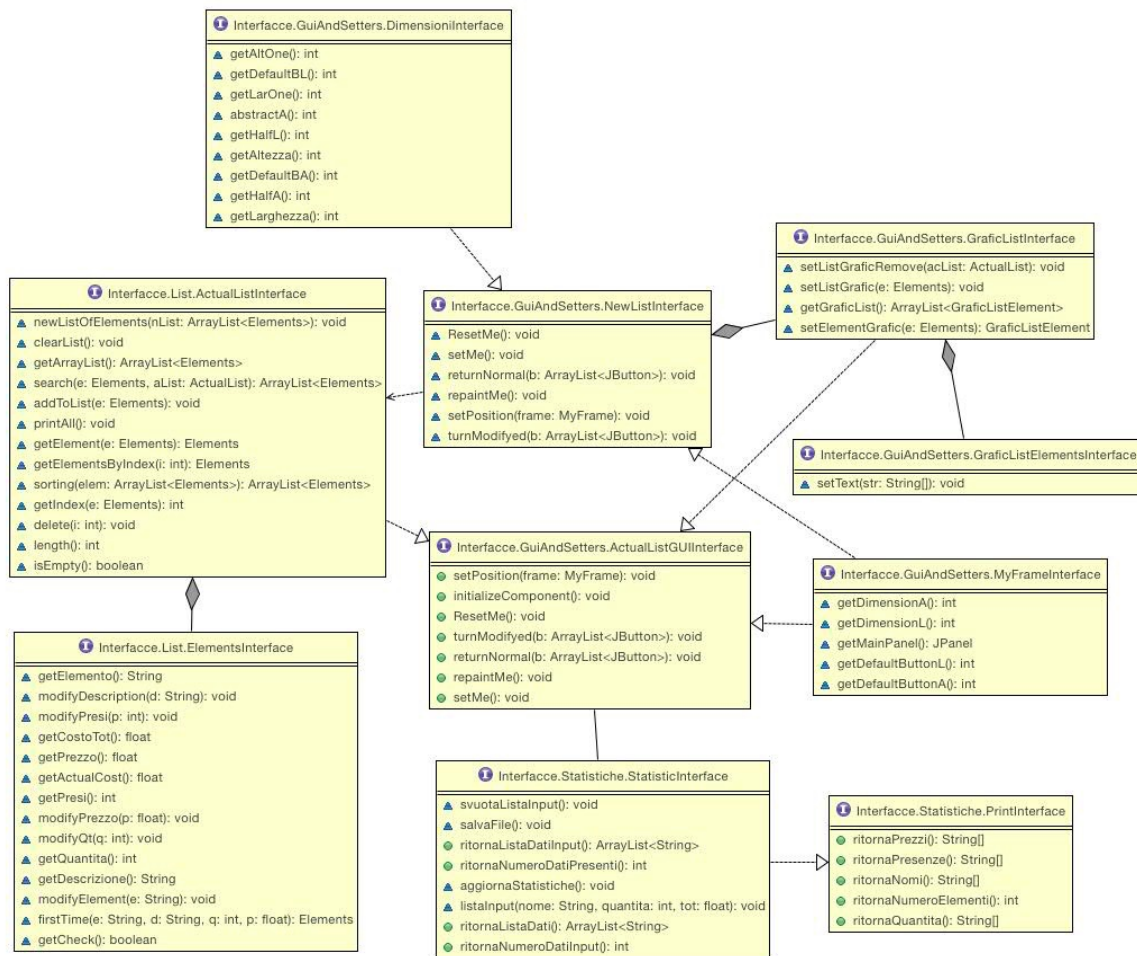 Interfacce.GuiAndSetters.DimensioniInterface
getAltOne(): int
getDefaultBL(): int
getLarOne(): int
abstractA(): int
getHalfL(): int
getAltezza(): int
getDefaultBA(): int
getHalfA(): int
getLarghezza(): int
Interfacce.GuiAndSetters.GraficListInterface
setListGraficRemove(acList: ActualList): void
setListGrafic(e: Elements): void
getGraficList(): ArrayList<GraficListElement>
setElementGrafic(e: Elements): GraficListElement
Interfacce.List.ActualListInterface
newListOfElements(nList: ArrayList<Elements>): void
clearList(): void
getArrayList(): ArrayList<Elements>
search(e: Elements, aList: ActualList): ArrayList<Elements>
addToList(e: Elements): void
printAll(): void
getElement(e: Elements): Elements
getElementsByIndex(i: int): Elements
sorting(elem: ArrayList<Elements>): ArrayList<Elements>
getIndex(e: Elements): int
delete(i: int): void
length(): int
isEmpty(): boolean
Interfacce.GuiAndSetters.NewListInterface
ResetMe(): void
setMe(): void
returnNormal(b: ArrayList<JButton>): void
repaintMe(): void
setPosition(frame: MyFrame): void
turnModifyed(b: ArrayList<JButton>): void
Interfacce.GuiAndSetters.GraficListElementsInterface
setText(str: String[]): void
Interfacce.GuiAndSetters.ActualListGUIInterface
setPosition(frame: MyFrame): void
initializeComponent(): void
ResetMe(): void
turnModifyed(b: ArrayList<JButton>): void
returnNormal(b: ArrayList<JButton>): void
repaintMe(): void
setMe(): void
Interfacce.GuiAndSetters.MyFrameInterface
getDimensionA(): int
getDimensionL(): int
getMainPanel(): JPanel
getDefaultButtonL(): int
getDefaultButtonA(): int
Interfacce.List.ElementsInterface
getElemento(): String
modifyDescription(d: String): void
modifyPresi(p: int): void
getCostoTot(): float
getPrezzo(): float
getActualCost(): float
getPresi(): int
modifyPrezzo(p: float): void
modifyQt(q: int): void
getQuantita(): int
getDescrizione(): String
modifyElement(e: String): void
firstTime(e: String, d: String, q: int, p: float): Elements
getCheck(): boolean
Interfacce.Statistiche.StatisticInterface
svuotaListaInput(): void
salvaFile(): void
ritornaListaDatiInput(): ArrayList<String>
ritornaNumeroDatiPresenti(): int
aggiornaStatistiche(): void
listaInput(nome: String, quantita: int, tot: float): void
ritornaListaDati(): ArrayList<String>
ritornaNumeroDatiInput(): int
Interfacce.Statistiche.PrintInterface
ritornaPrezzi(): String[]
ritornaPresenze(): String[]
ritornaNomi(): String[]
ritornaNumeroElementi(): int
ritornaQuantita(): String[]